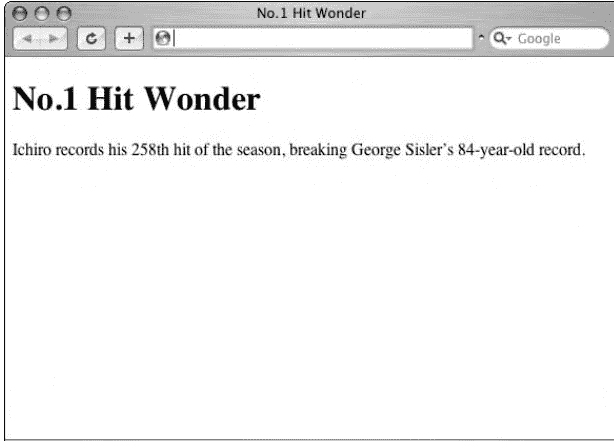 No.1 Hit Wonder
Google
No.1 Hit Wonder
Ichiro records his 258th hit of the season, breaking George Sisler's 84-year-old record.